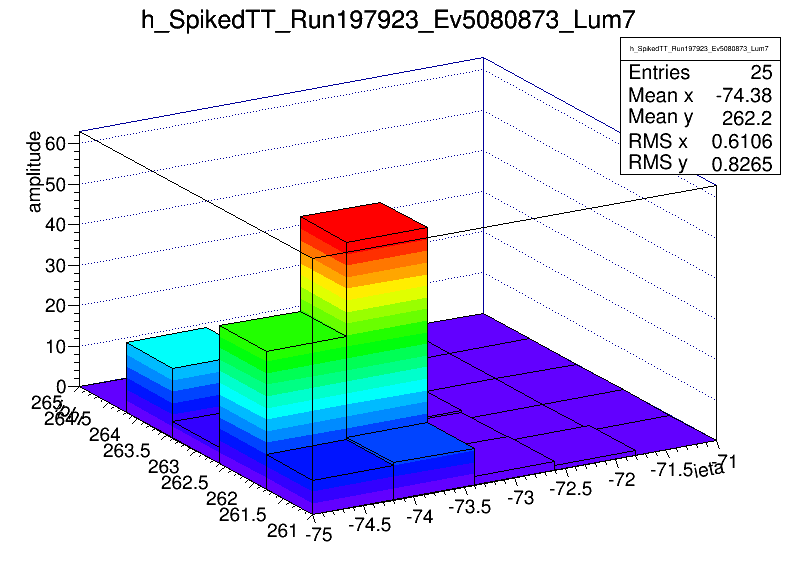 h_SpikedTT_Run197923_Ev5080873_Lum7
h_SpikedTT_Run197923_Ev5080873_Lum7
Entries 25
Mean x -74.38
Mean y 262.2
RMS x 0.6106
RMS y 0.8265
amplitude
60
50
40
30
20
10
0
265
264.5
264
263.5
263
262.5
262
261.5
261
-75
-74.5
-74
-73.5
-73
-72.5
-72
-71.5
-71
ieta